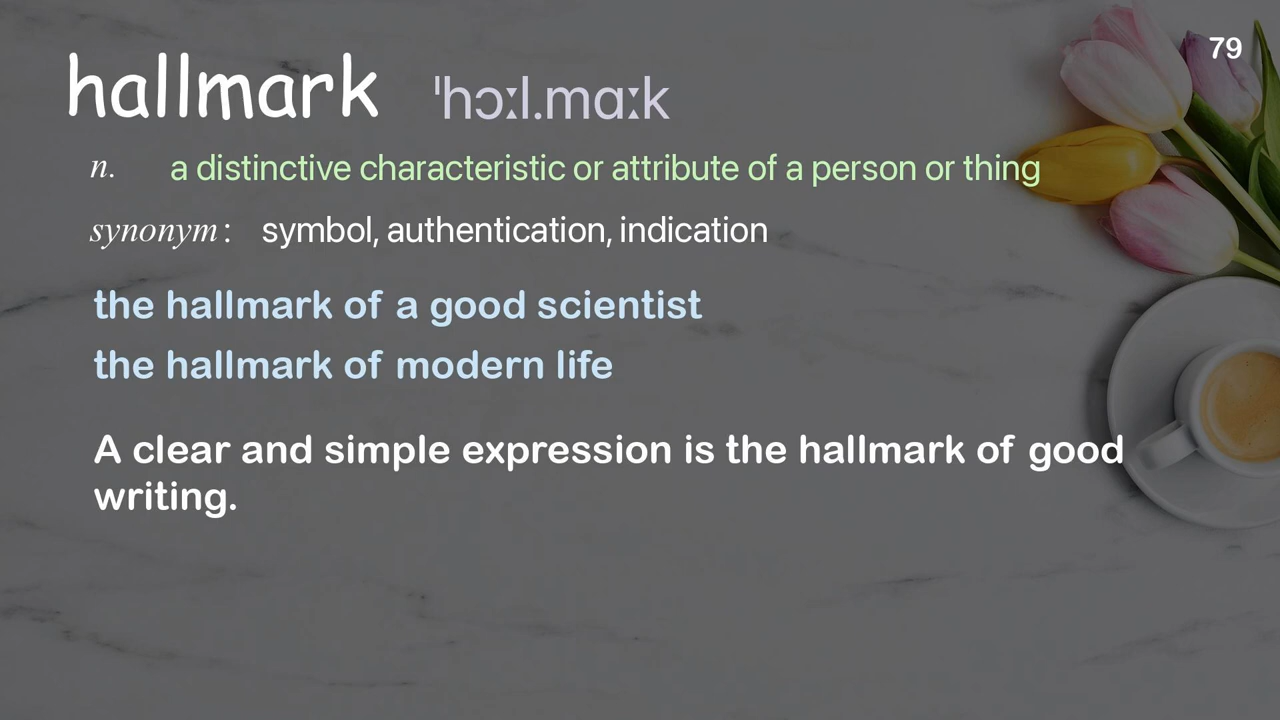 79
hallmark ˈhɔːl.mɑːk
n. a distinctive characteristic or attribute of a person or thing
synonym : symbol, authentication, indication
the hallmark of a good scientist
the hallmark of modern life
A clear and simple expression is the hallmark of good
writing.